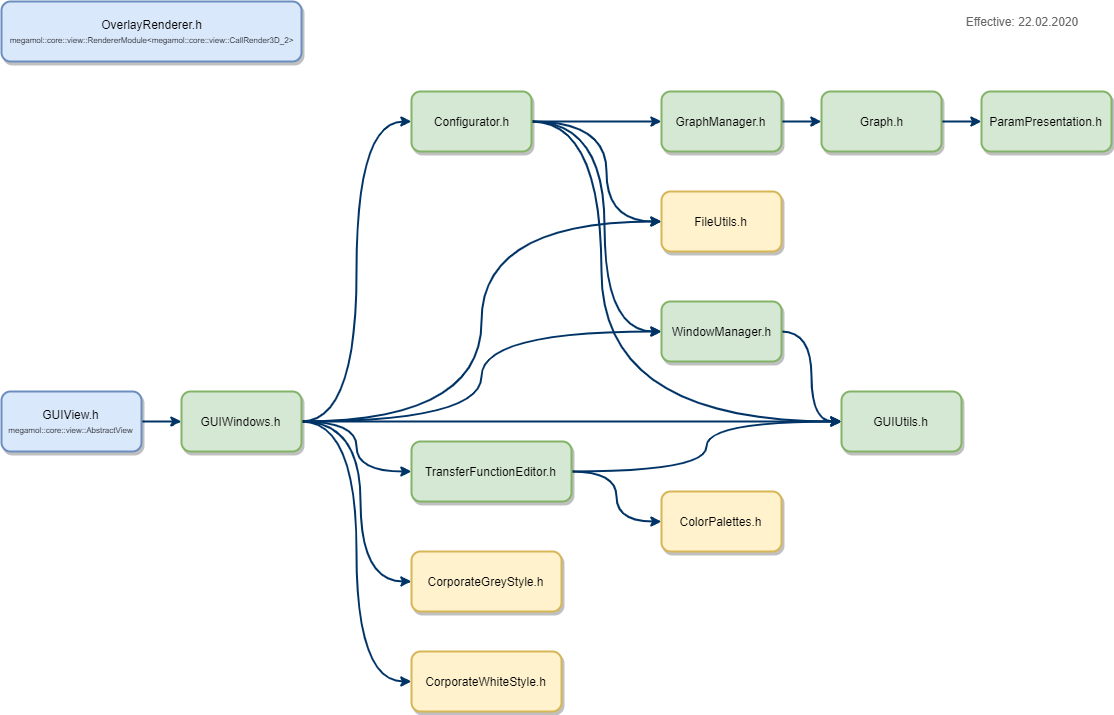 OverlayRenderer.h
megamol::core::view::RendererModule<megamol::core::view::CallRender3D_2>
Effective: 22.02.2020
Configurator.h
GraphManager.h
Graph.h
ParamPresentation.h
FileUtils.h
WindowManager.h
GUIView.h
megamol::core::view::AbstractView
GUIWindows.h
GUIUtils.h
TransferFunctionEditor.h
ColorPalettes.h
CorporateGreyStyle.h
CorporateWhiteStyle.h